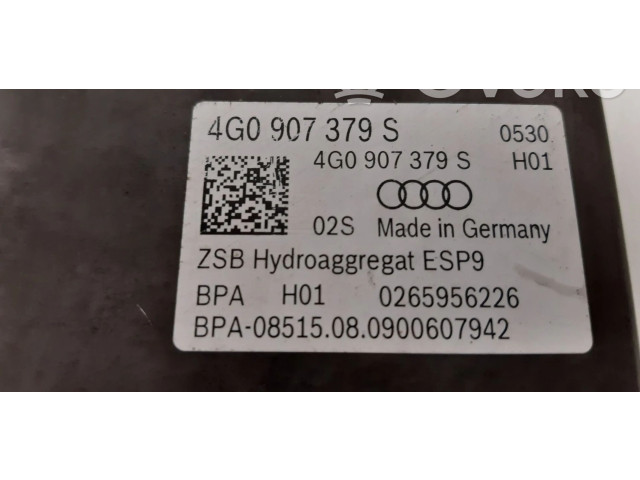 4G0 907 379 S 0530
4G0 907 379 S H01
02S Made in Germany
ZSB Hydroaggregat ESP9
BPA H01 0265956226
BPA-08515.08.0900607942